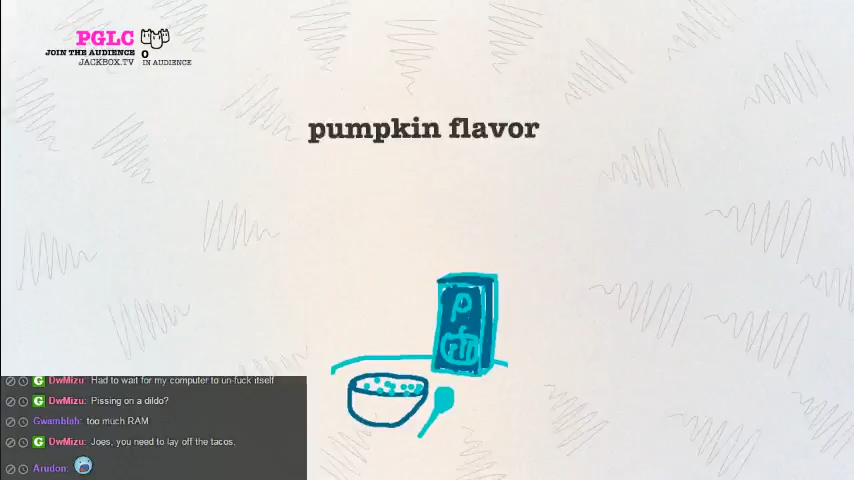 PGLC
JOIN THE AUDIENCE
JACKBOX.TV
0
IN AUDIENCE
pumpkin flavor
P
G DwMizu: Had to wait for my computer to un-fuck itself
G DwMizu: Pissing on a dildo?
Gwamblah: too much RAM
G DwMizu: Joes, you need to lay off the tacos.
Arudon: